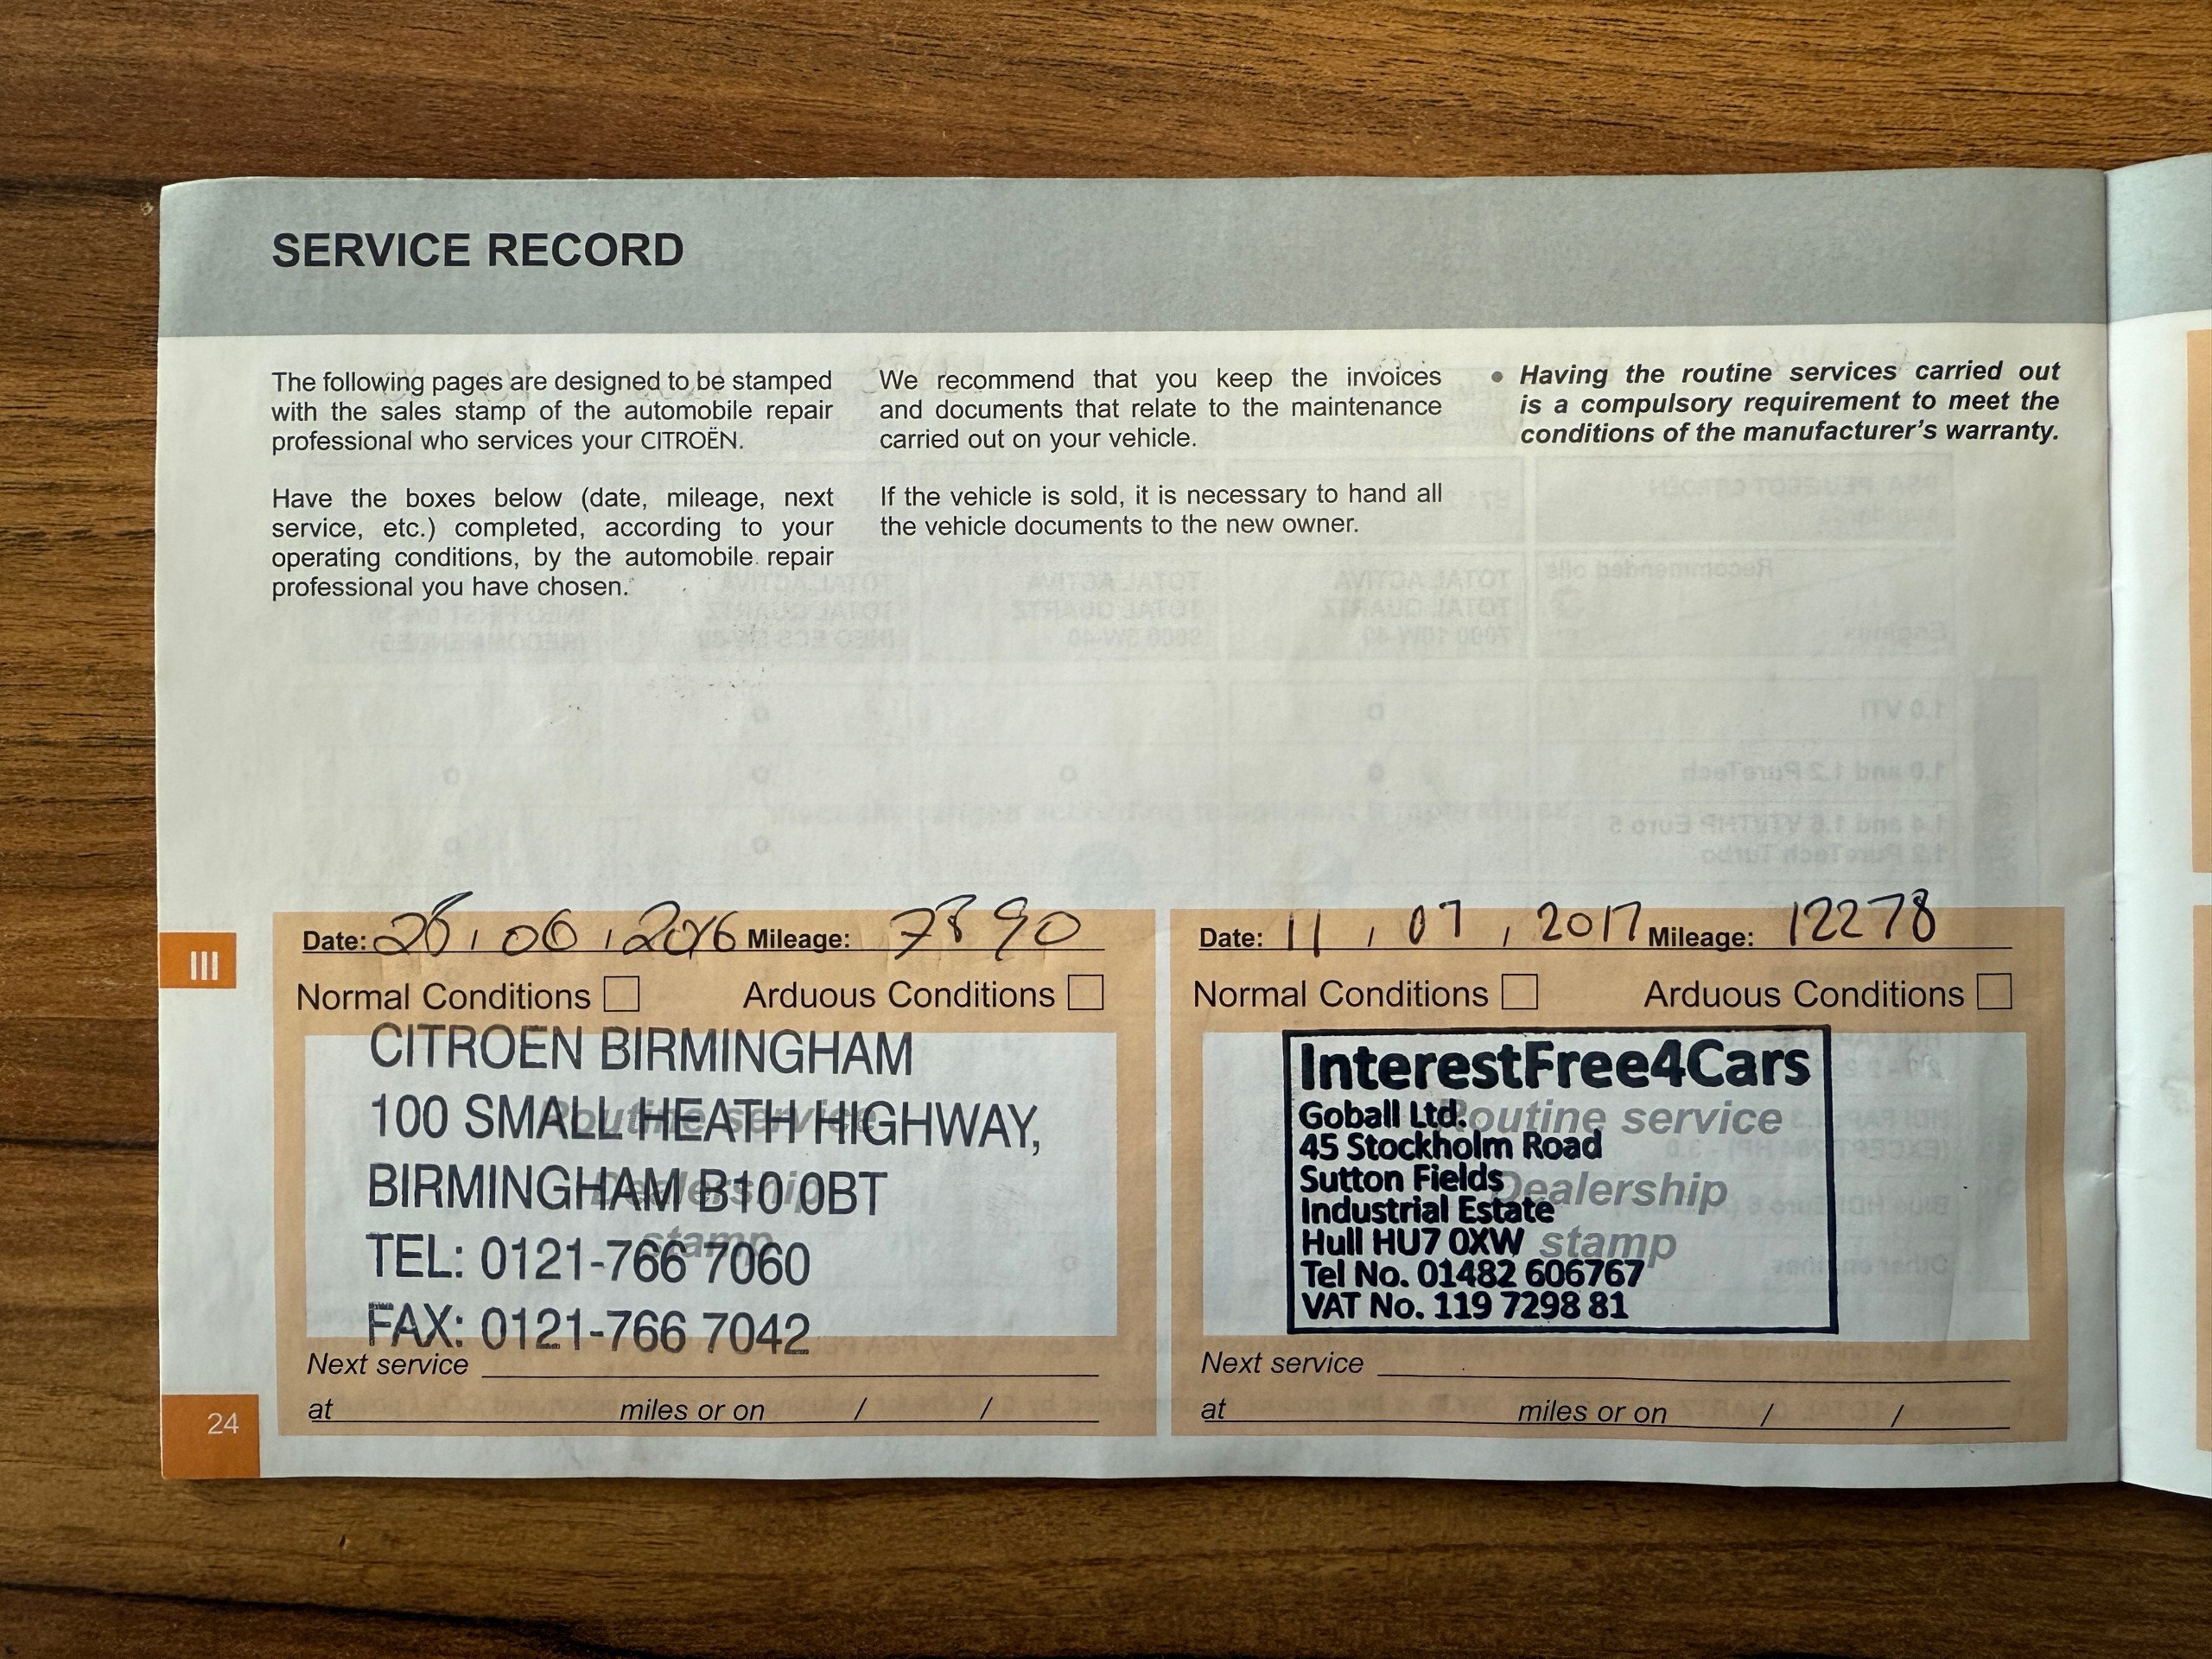 SERVICE RECORD
The following pages are designed to be stamped
with the sales stamp of the automobile repair
professional who services your CITROËN.
Have the boxes below (date, mileage, next
service, etc.) completed, according to your
operating conditions, by the automobile repair
professional you have chosen.
We recommend that you keep the invoices
and documents that relate to the maintenance
carried out on your vehicle.
If the vehicle is sold, it is necessary to hand all
the vehicle documents to the new owner.
• Having the routine services carried out
is a compulsory requirement to meet the
conditions of the manufacturer's warranty.
III
Date: 28 / 06 / 2016 Mileage: 7890
Normal Conditions Arduous Conditions
Routine service
Dealership
stamp
CITROEN BIRMINGHAM
100 SMALL HEATH HIGHWAY,
BIRMINGHAM B10 0BT
TEL: 0121-766 7060
FAX: 0121-766 7042
Next service
at miles or on / /
Date: 11 / 07 / 2017 Mileage: 12278
Normal Conditions Arduous Conditions
Routine service
Dealership
stamp
InterestFree4Cars
Goball Ltd.
45 Stockholm Road
Sutton Fields
Industrial Estate
Hull HU7 0XW
Tel No. 01482 606767
VAT No. 119 7298 81
Next service
at miles or on / /
24